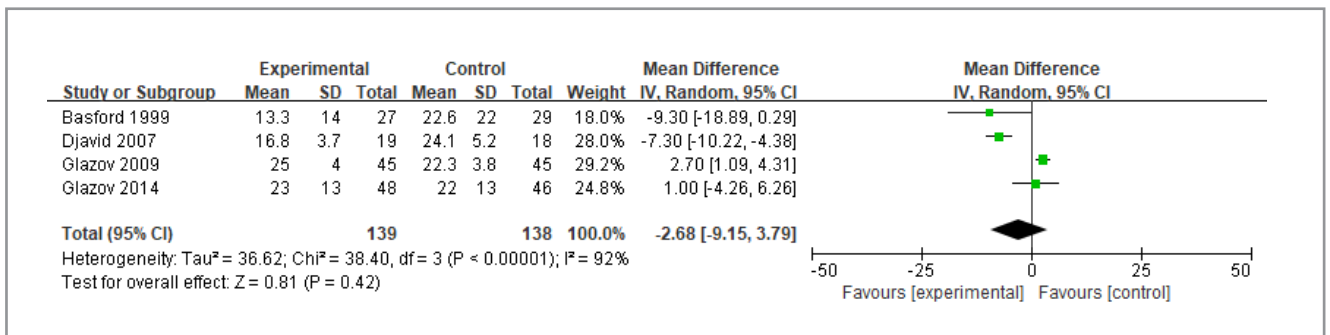 Experimental Control Mean Difference Mean Difference
Study or Subgroup Mean SD Total Mean SD Total Weight IV, Random, 95% CI IV, Random, 95% CI
Basford 1999 13.3 14 27 22.6 22 29 18.0% -9.30 [-18.89, 0.29]
Djavid 2007 16.8 3.7 19 24.1 5.2 18 28.0% -7.30 [-10.22, -4.38]
Glazov 2009 25 4 45 22.3 3.8 45 29.2% 2.70 [1.09, 4.31]
Glazov 2014 23 13 48 22 13 46 24.8% 1.00 [-4.26, 6.26]
Total (95% CI) 139 138 100.0% -2.68 [-9.15, 3.79]
Heterogeneity: Tau² = 36.62; Chi² = 38.40, df = 3 (P < 0.00001); I² = 92%
Test for overall effect: Z = 0.81 (P = 0.42)
-50 -25 0 25 50
Favours [experimental] Favours [control]